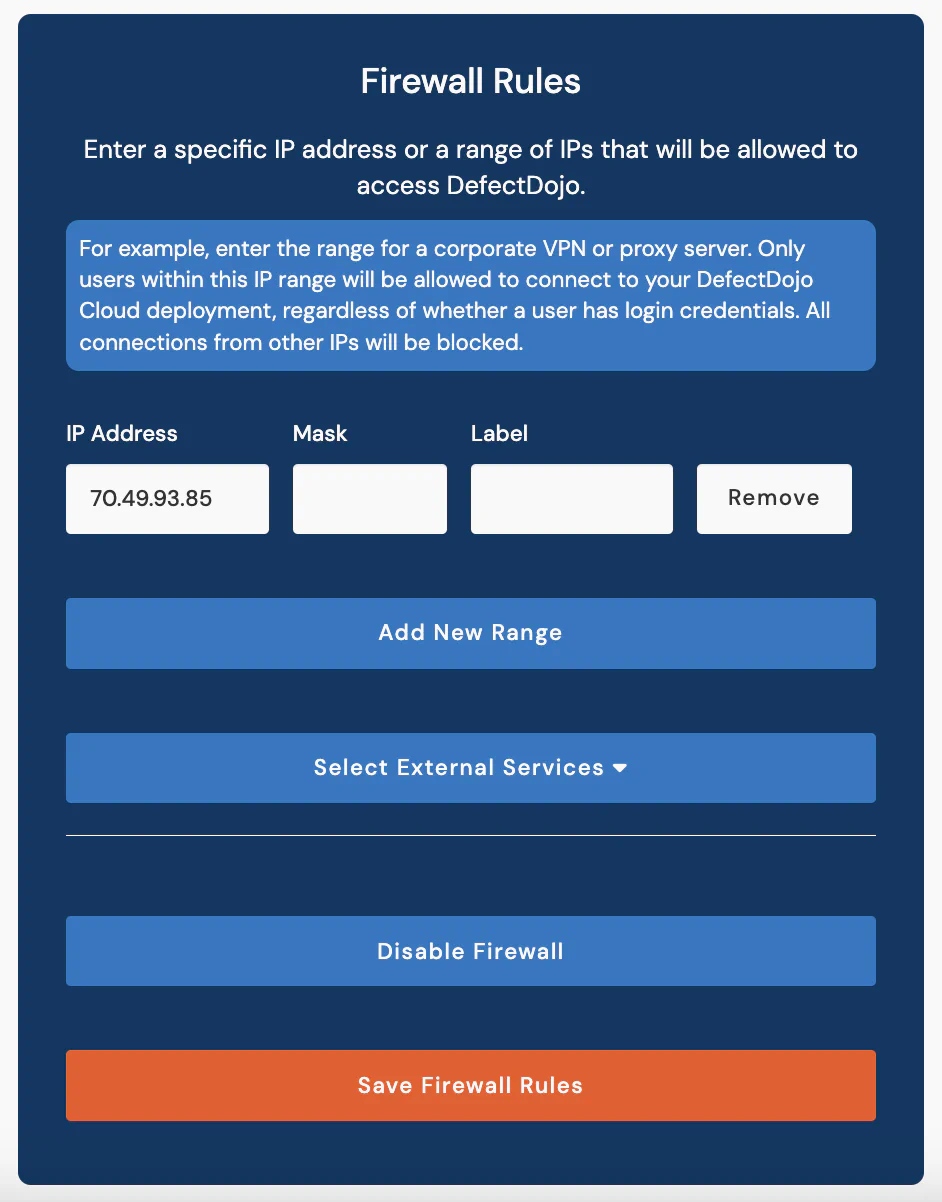 Firewall Rules
Enter a specific IP address or a range of IPs that will be allowed to
access DefectDojo.
For example, enter the range for a corporate VPN or proxy server. Only
users within this IP range will be allowed to connect to your DefectDojo
Cloud deployment, regardless of whether a user has login credentials. All
connections from other IPs will be blocked.
IP Address Mask Label
70.49.93.85 Remove
Add New Range
Select External Services
Disable Firewall
Save Firewall Rules